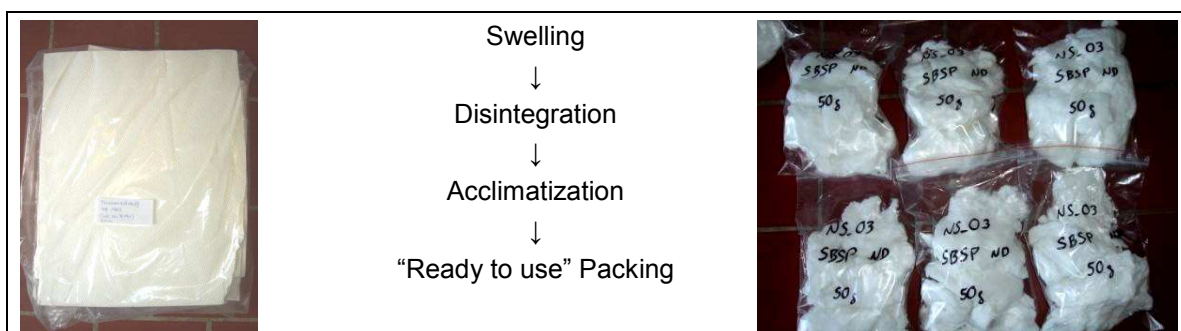 Swelling
↓
Disintegration
↓
Acclimatization
↓
“Ready to use” Packing
NS_03
SBSP ND
50g
NS_03
SBSP ND
50g
NS_03
SBSP ND
50g
NS_03
SBSP ND
50g
NS_03
SBSP ND
50g
NS_03
SBSP
50g